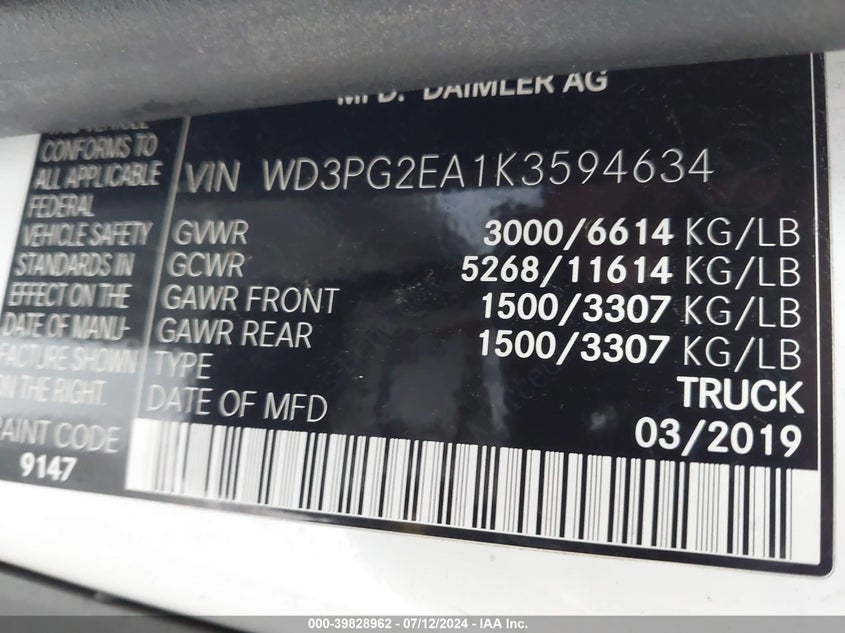 MFD. DAIMLER AG
CONFORMS TO
ALL APPLICABLE
FEDERAL
VEHICLE SAFETY
STANDARDS IN
EFFECT ON THE
DATE OF MANU-
FACTURE SHOWN
ON THE RIGHT.
PAINT CODE
9147
VIN WD3PG2EA1K3594634
GVWR 3000/6614 KG/LB
GCWR 5268/11614 KG/LB
GAWR FRONT 1500/3307 KG/LB
GAWR REAR 1500/3307 KG/LB
TYPE TRUCK
DATE OF MFD 03/2019
000-39828962 - 07/12/2024 - IAA Inc.